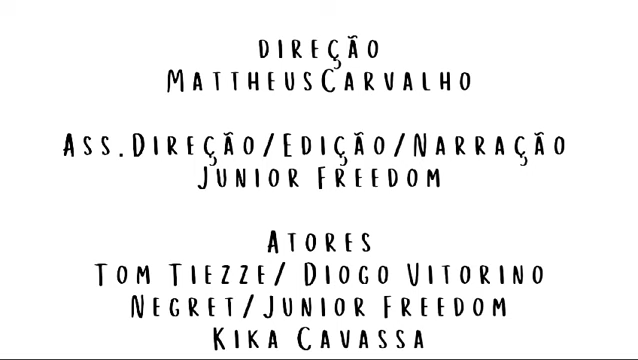 direção
MattheusCarvalho
Ass.Direção/Edição/Narração
Junior Freedom
Atores
Tom Tiezze/ Diogo Vitorino
Negret/Junior Freedom
Kika Cavassa